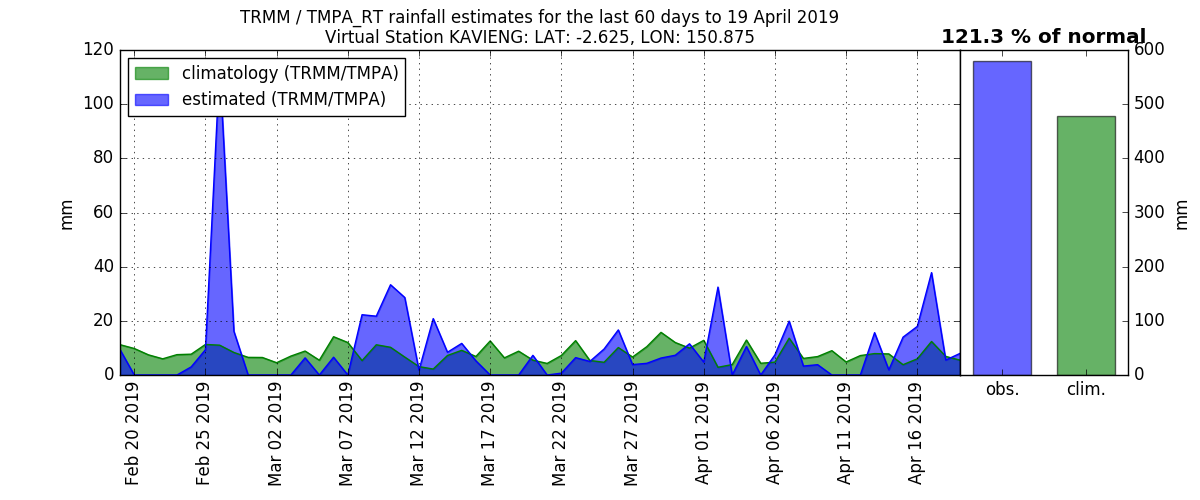 TRMM / TMPA_RT rainfall estimates for the last 60 days to 19 April 2019
Virtual Station KAVIENG: LAT: -2.625, LON: 150.875
121.3 % of normal
climatology (TRMM/TMPA)
estimated (TRMM/TMPA)
120
100
80
60
40
20
0
mm
Feb 20 2019
Feb 25 2019
Mar 02 2019
Mar 07 2019
Mar 12 2019
Mar 17 2019
Mar 22 2019
Mar 27 2019
Apr 01 2019
Apr 06 2019
Apr 11 2019
Apr 16 2019
obs.
clim.
600
500
400
300
200
100
0
mm